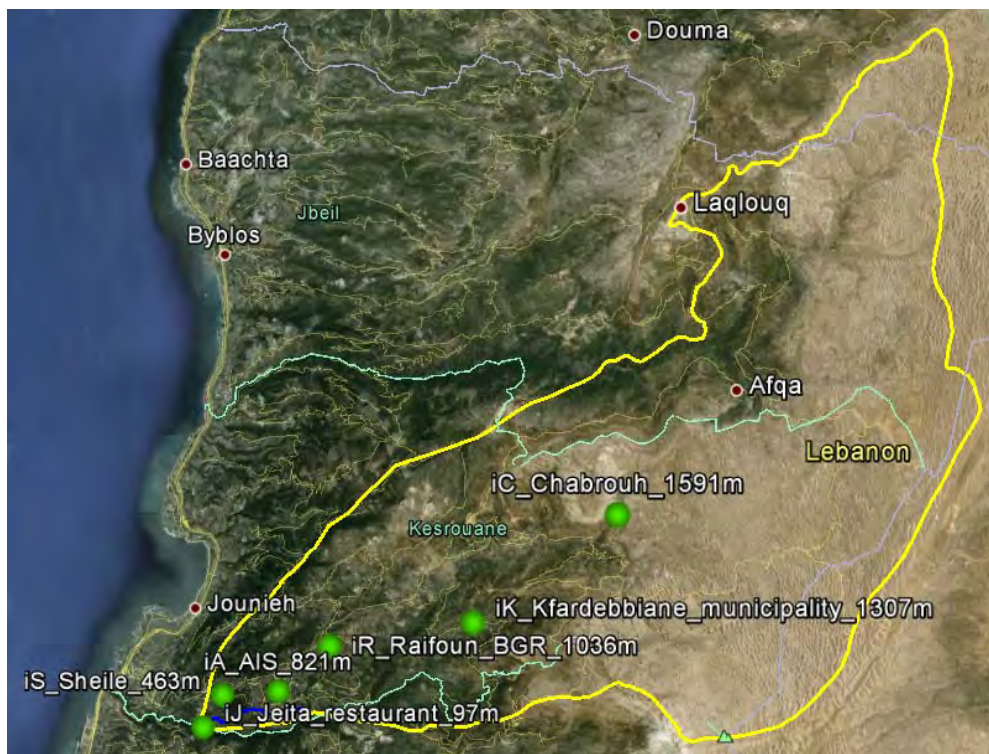 Douma
Baachta
Laqlouq
Jbeil
Byblos
Afqa
Lebanon
iC_Chabrouh_1591m
Kesrouane
Jounieh
iK_Kfardebbiane_municipality_1307m
iR_Raifoun_BGR_1036m
iA_AIS_821m
iS_Sheile_463m
iJ_Jeita_restaurant_97m